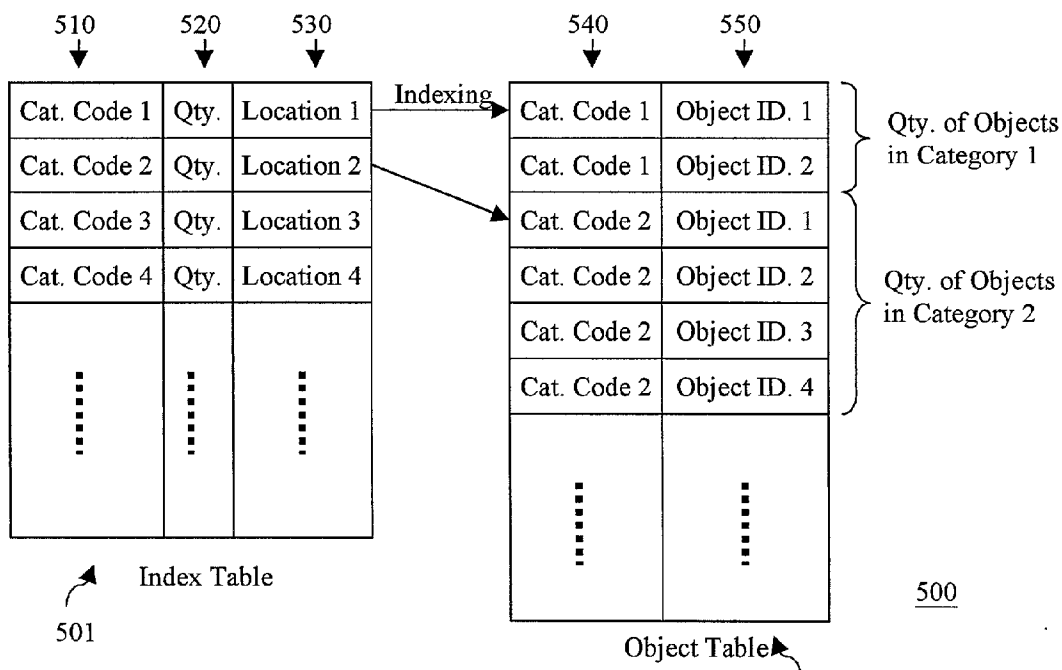 510 520 530 540 550
Cat. Code 1 Qty. Location 1 Indexing Cat. Code 1 Object ID. 1
Cat. Code 2 Qty. Location 2 Cat. Code 1 Object ID. 2
Qty. of Objects
in Category 1
Cat. Code 3 Qty. Location 3 Cat. Code 2 Object ID. 1
Cat. Code 4 Qty. Location 4 Cat. Code 2 Object ID. 2
Cat. Code 2 Object ID. 3
Cat. Code 2 Object ID. 4
Qty. of Objects
in Category 2
Index Table
501
500
Object Table